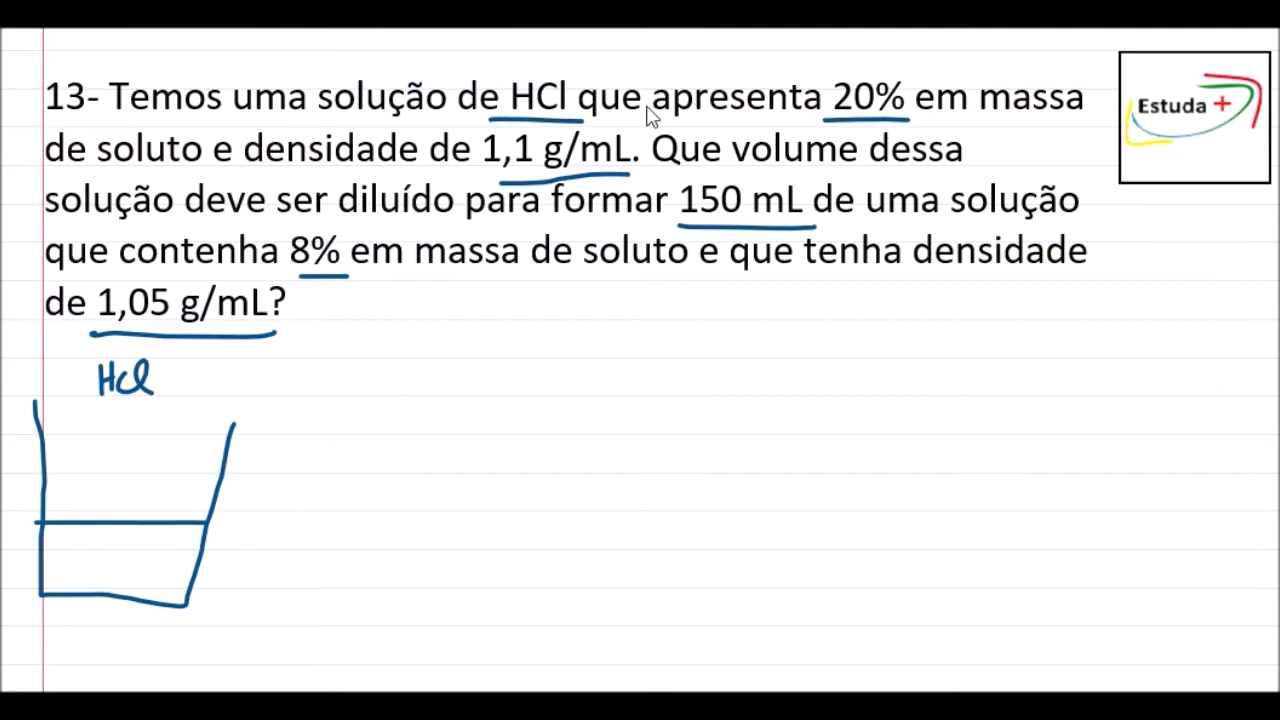 13- Temos uma solução de HCl que apresenta 20% em massa
de soluto e densidade de 1,1 g/mL. Que volume dessa
solução deve ser diluído para formar 150 mL de uma solução
que contenha 8% em massa de soluto e que tenha densidade
de 1,05 g/mL?
HCl
Estuda +